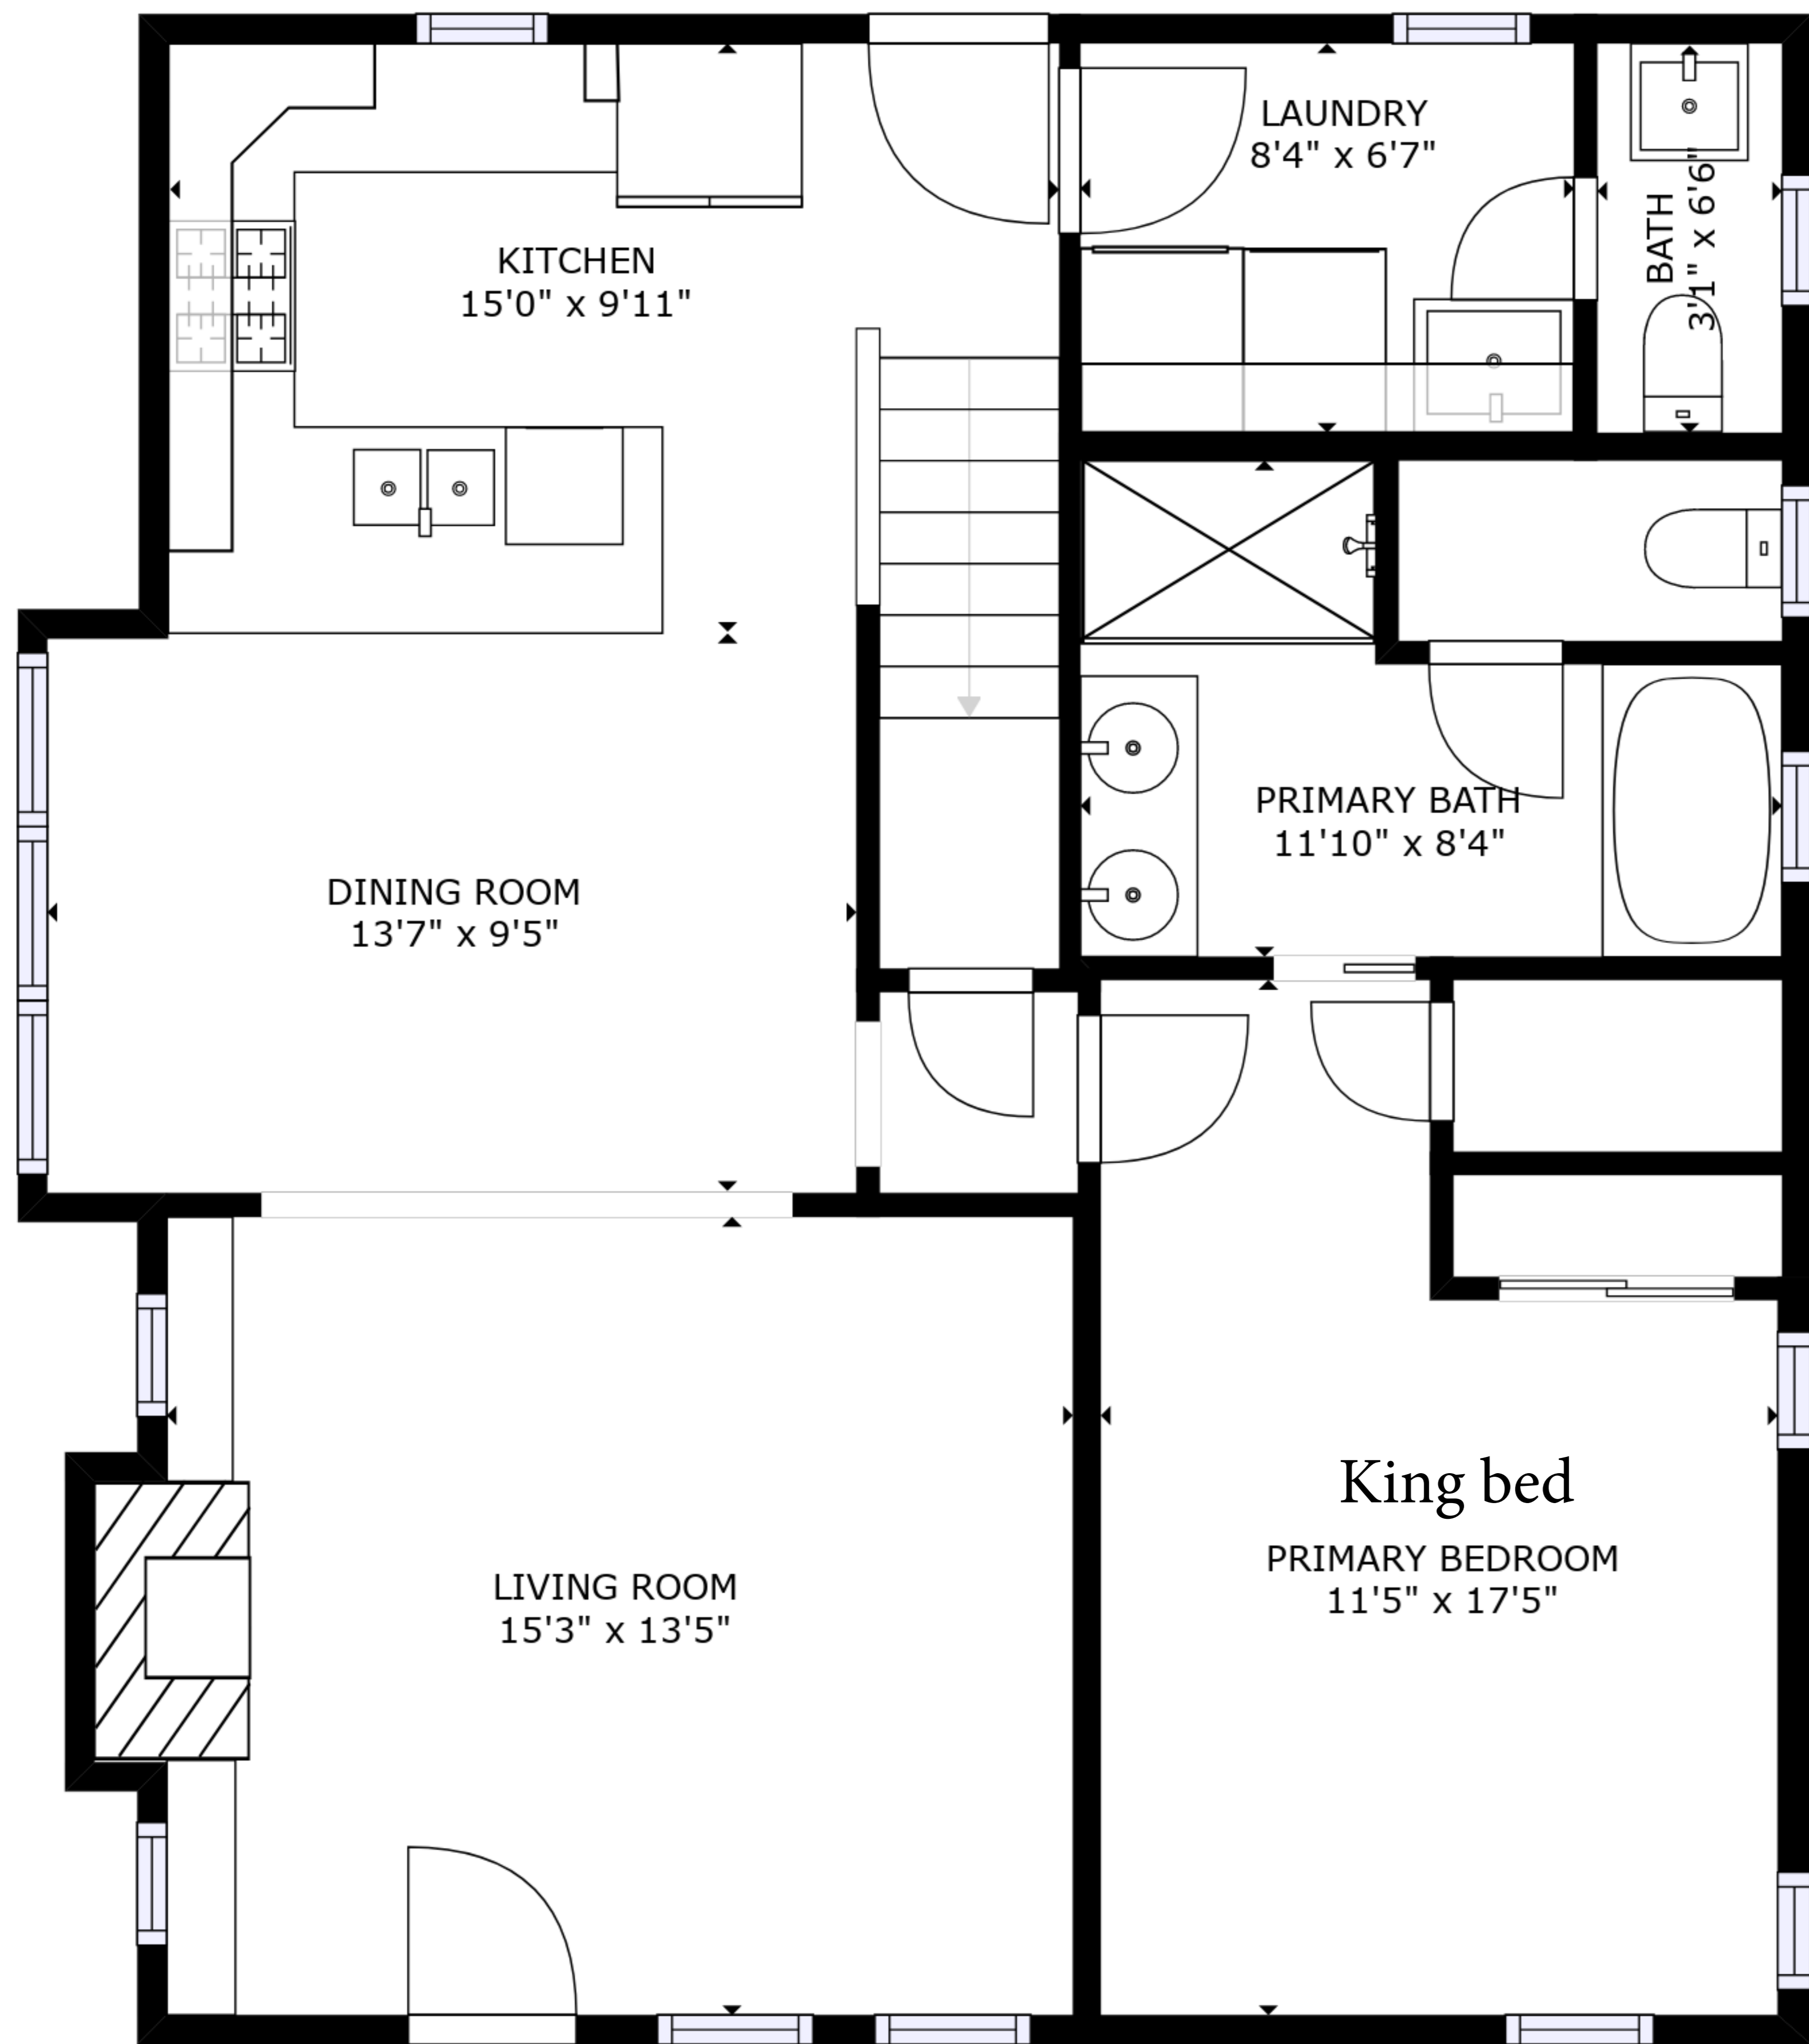 LAUNDRY
8'4" x 6'7"
BATH
3'1" x 6'6"
KITCHEN
15'0" x 9'11"
PRIMARY BATH
11'10" x 8'4"
DINING ROOM
13'7" x 9'5"
King bed
PRIMARY BEDROOM
11'5" x 17'5"
LIVING ROOM
15'3" x 13'5"